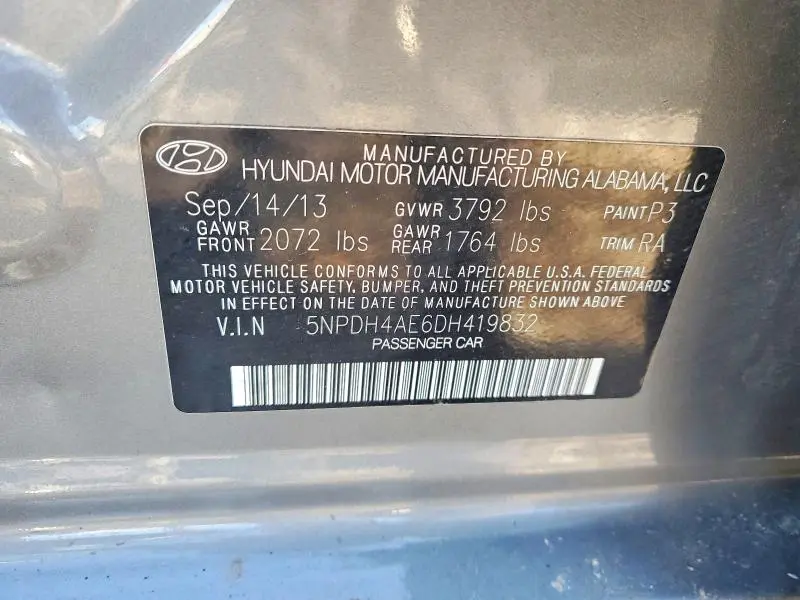 MANUFACTURED BY
HYUNDAI MOTOR MANUFACTURING ALABAMA, LLC
Sep/14/13 GVWR 3792 lbs PAINT P3
GAWR FRONT 2072 lbs GAWR REAR 1764 lbs TRIM RA
THIS VEHICLE CONFORMS TO ALL APPLICABLE U.S.A. FEDERAL
MOTOR VEHICLE SAFETY, BUMPER, AND THEFT PREVENTION STANDARDS
IN EFFECT ON THE DATE OF MANUFACTURE SHOWN ABOVE
V.I.N 5NPDH4AE6DH419832
PASSENGER CAR